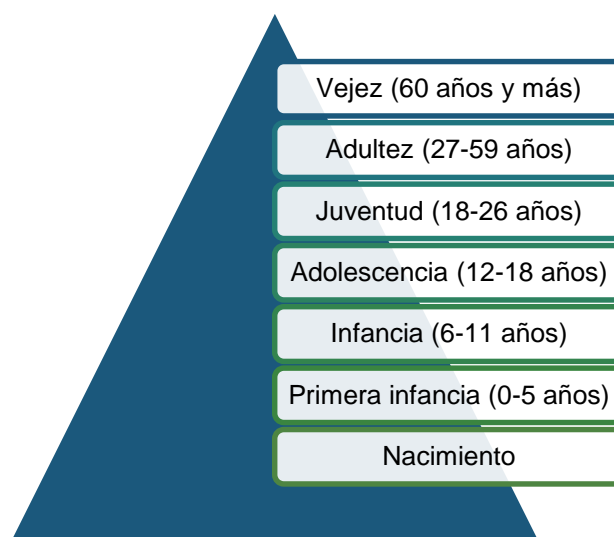 Vejez (60 años y más)
Adultez (27-59 años)
Juventud (18-26 años)
Adolescencia (12-18 años)
Infancia (6-11 años)
Primera infancia (0-5 años)
Nacimiento